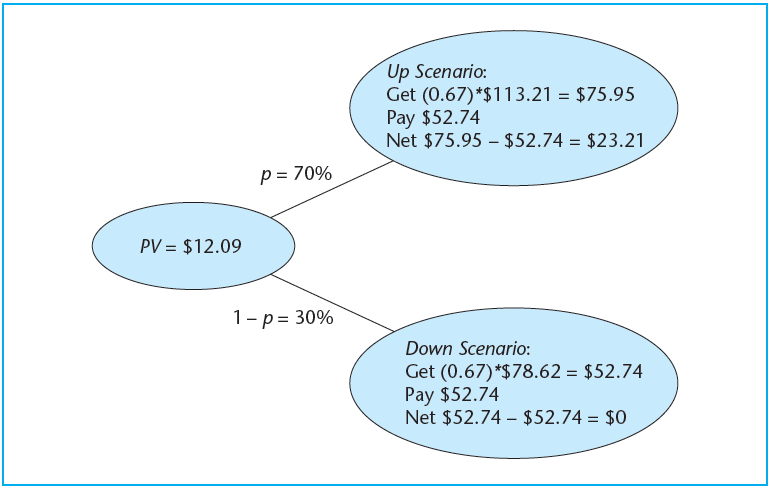 Up Scenario:
Get (0.67)*$113.21 = $75.95
Pay $52.74
Net $75.95 – $52.74 = $23.21
p = 70%
PV = $12.09
1 – p = 30%
Down Scenario:
Get (0.67)*$78.62 = $52.74
Pay $52.74
Net $52.74 – $52.74 = $0